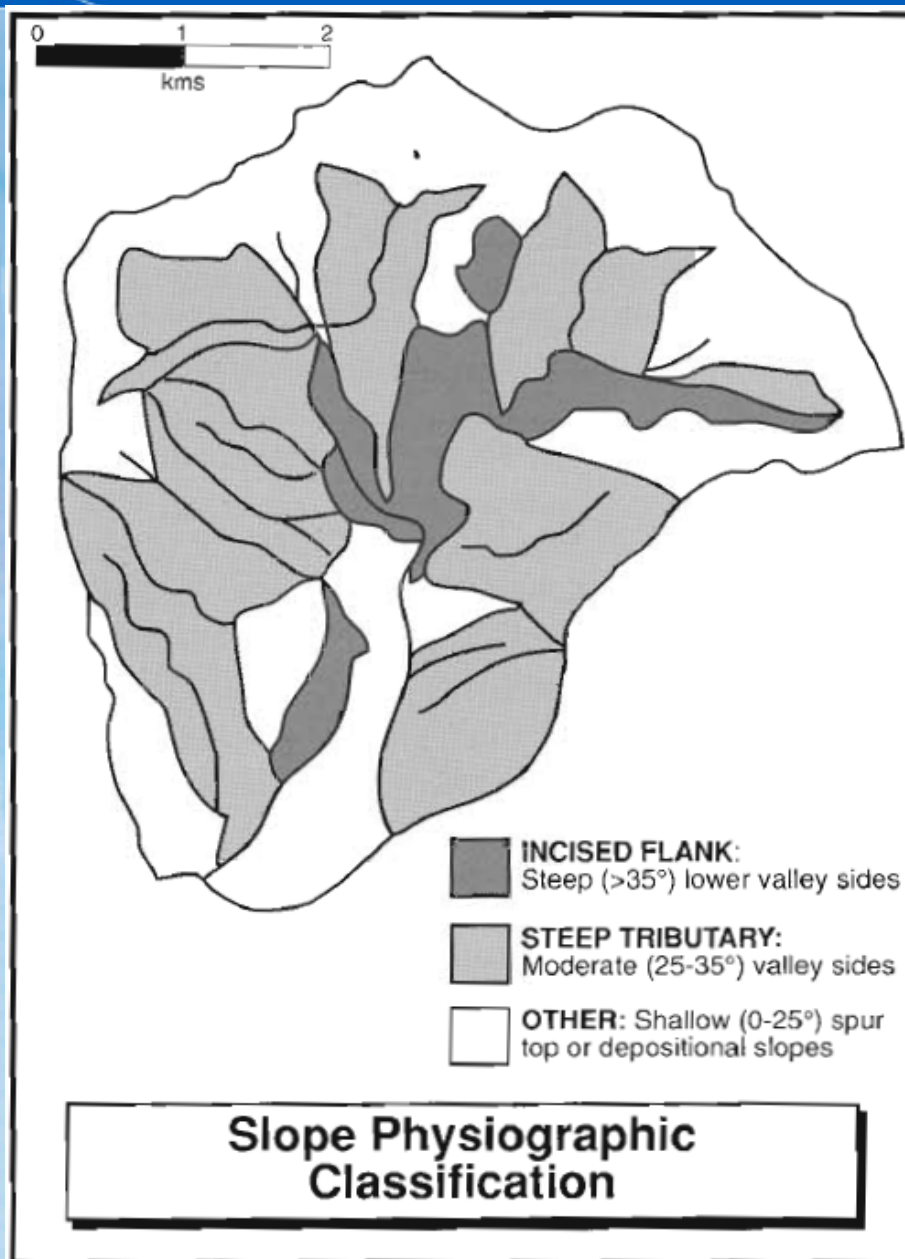 0 1 2
kms
INCISED FLANK:
Steep (>35°) lower valley sides
STEEP TRIBUTARY:
Moderate (25-35°) valley sides
OTHER: Shallow (0-25°) spur
top or depositional slopes
Slope Physiographic
Classification